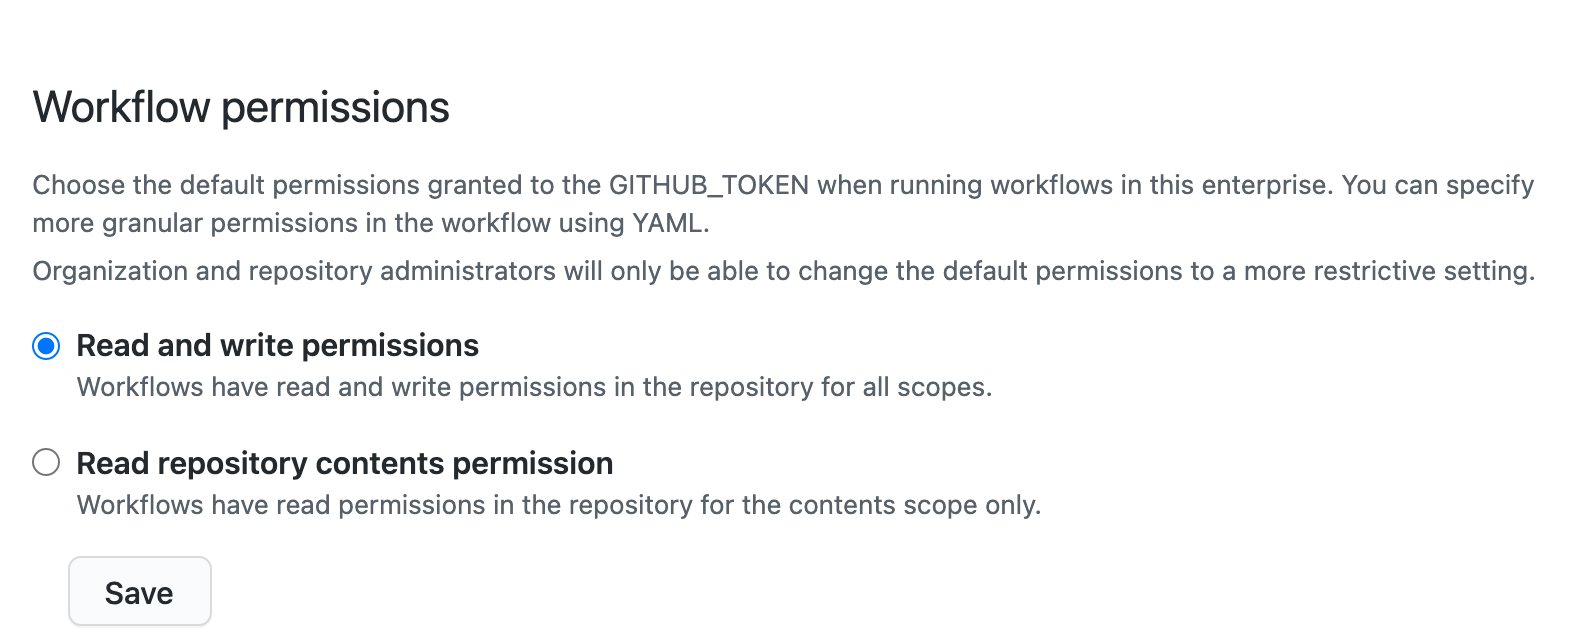 Workflow permissions
Choose the default permissions granted to the GITHUB_TOKEN when running workflows in this enterprise. You can specify
more granular permissions in the workflow using YAML.
Organization and repository administrators will only be able to change the default permissions to a more restrictive setting.
Read and write permissions
Workflows have read and write permissions in the repository for all scopes.
Read repository contents permission
Workflows have read permissions in the repository for the contents scope only.
Save